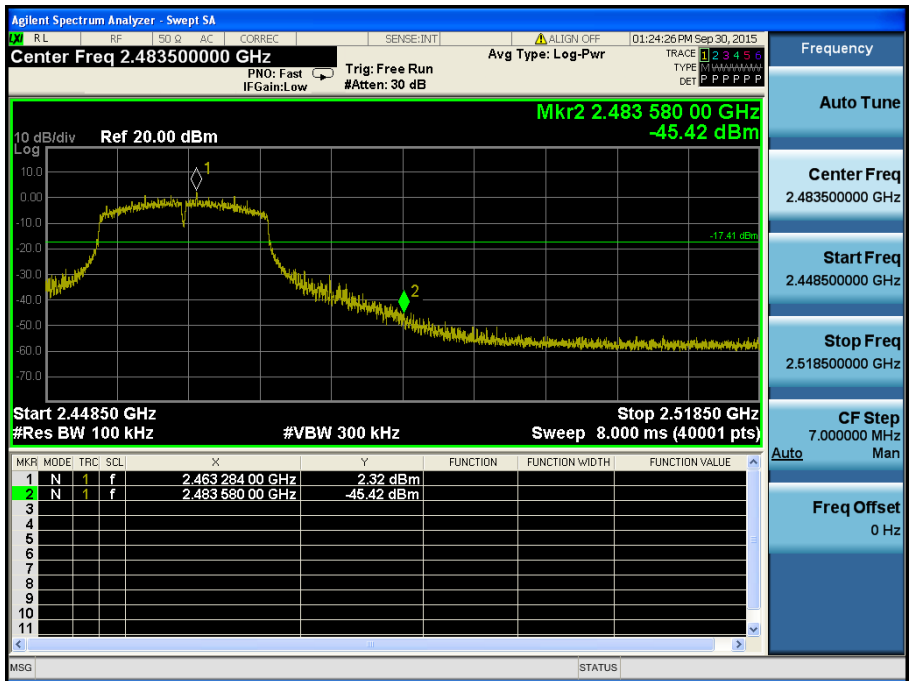 Agilent Spectrum Analyzer - Swept SA
LXI RL RF 50 Ω AC CORREC SENSE:INT ALIGN OFF 01:24:26 PM Sep 30, 2015
Center Freq 2.483500000 GHz
PNO: Fast
IFGain:Low
Trig: Free Run
#Atten: 30 dB
Avg Type: Log-Pwr
TRACE 1 2 3 4 5 6
TYPE M WWWWW
DET P P P P P P
Mkr2 2.483 580 00 GHz
-45.42 dBm
10 dB/div Ref 20.00 dBm
Log
10.0
0.00
-10.0
-20.0
-30.0
-40.0
-50.0
-60.0
-70.0
1
-17.41 dBm
2
Start 2.44850 GHz Stop 2.51850 GHz
#Res BW 100 kHz #VBW 300 kHz Sweep 8.000 ms (40001 pts)
MKR MODE TRC SCL X Y FUNCTION FUNCTION WIDTH FUNCTION VALUE
1 N 1 f 2.463 284 00 GHz 2.32 dBm
2 N 1 f 2.483 580 00 GHz -45.42 dBm
3
4
5
6
7
8
9
10
11
MSG STATUS
Frequency
Auto Tune
Center Freq
2.483500000 GHz
Start Freq
2.448500000 GHz
Stop Freq
2.518500000 GHz
CF Step
7.000000 MHz
Auto Man
Freq Offset
0 Hz